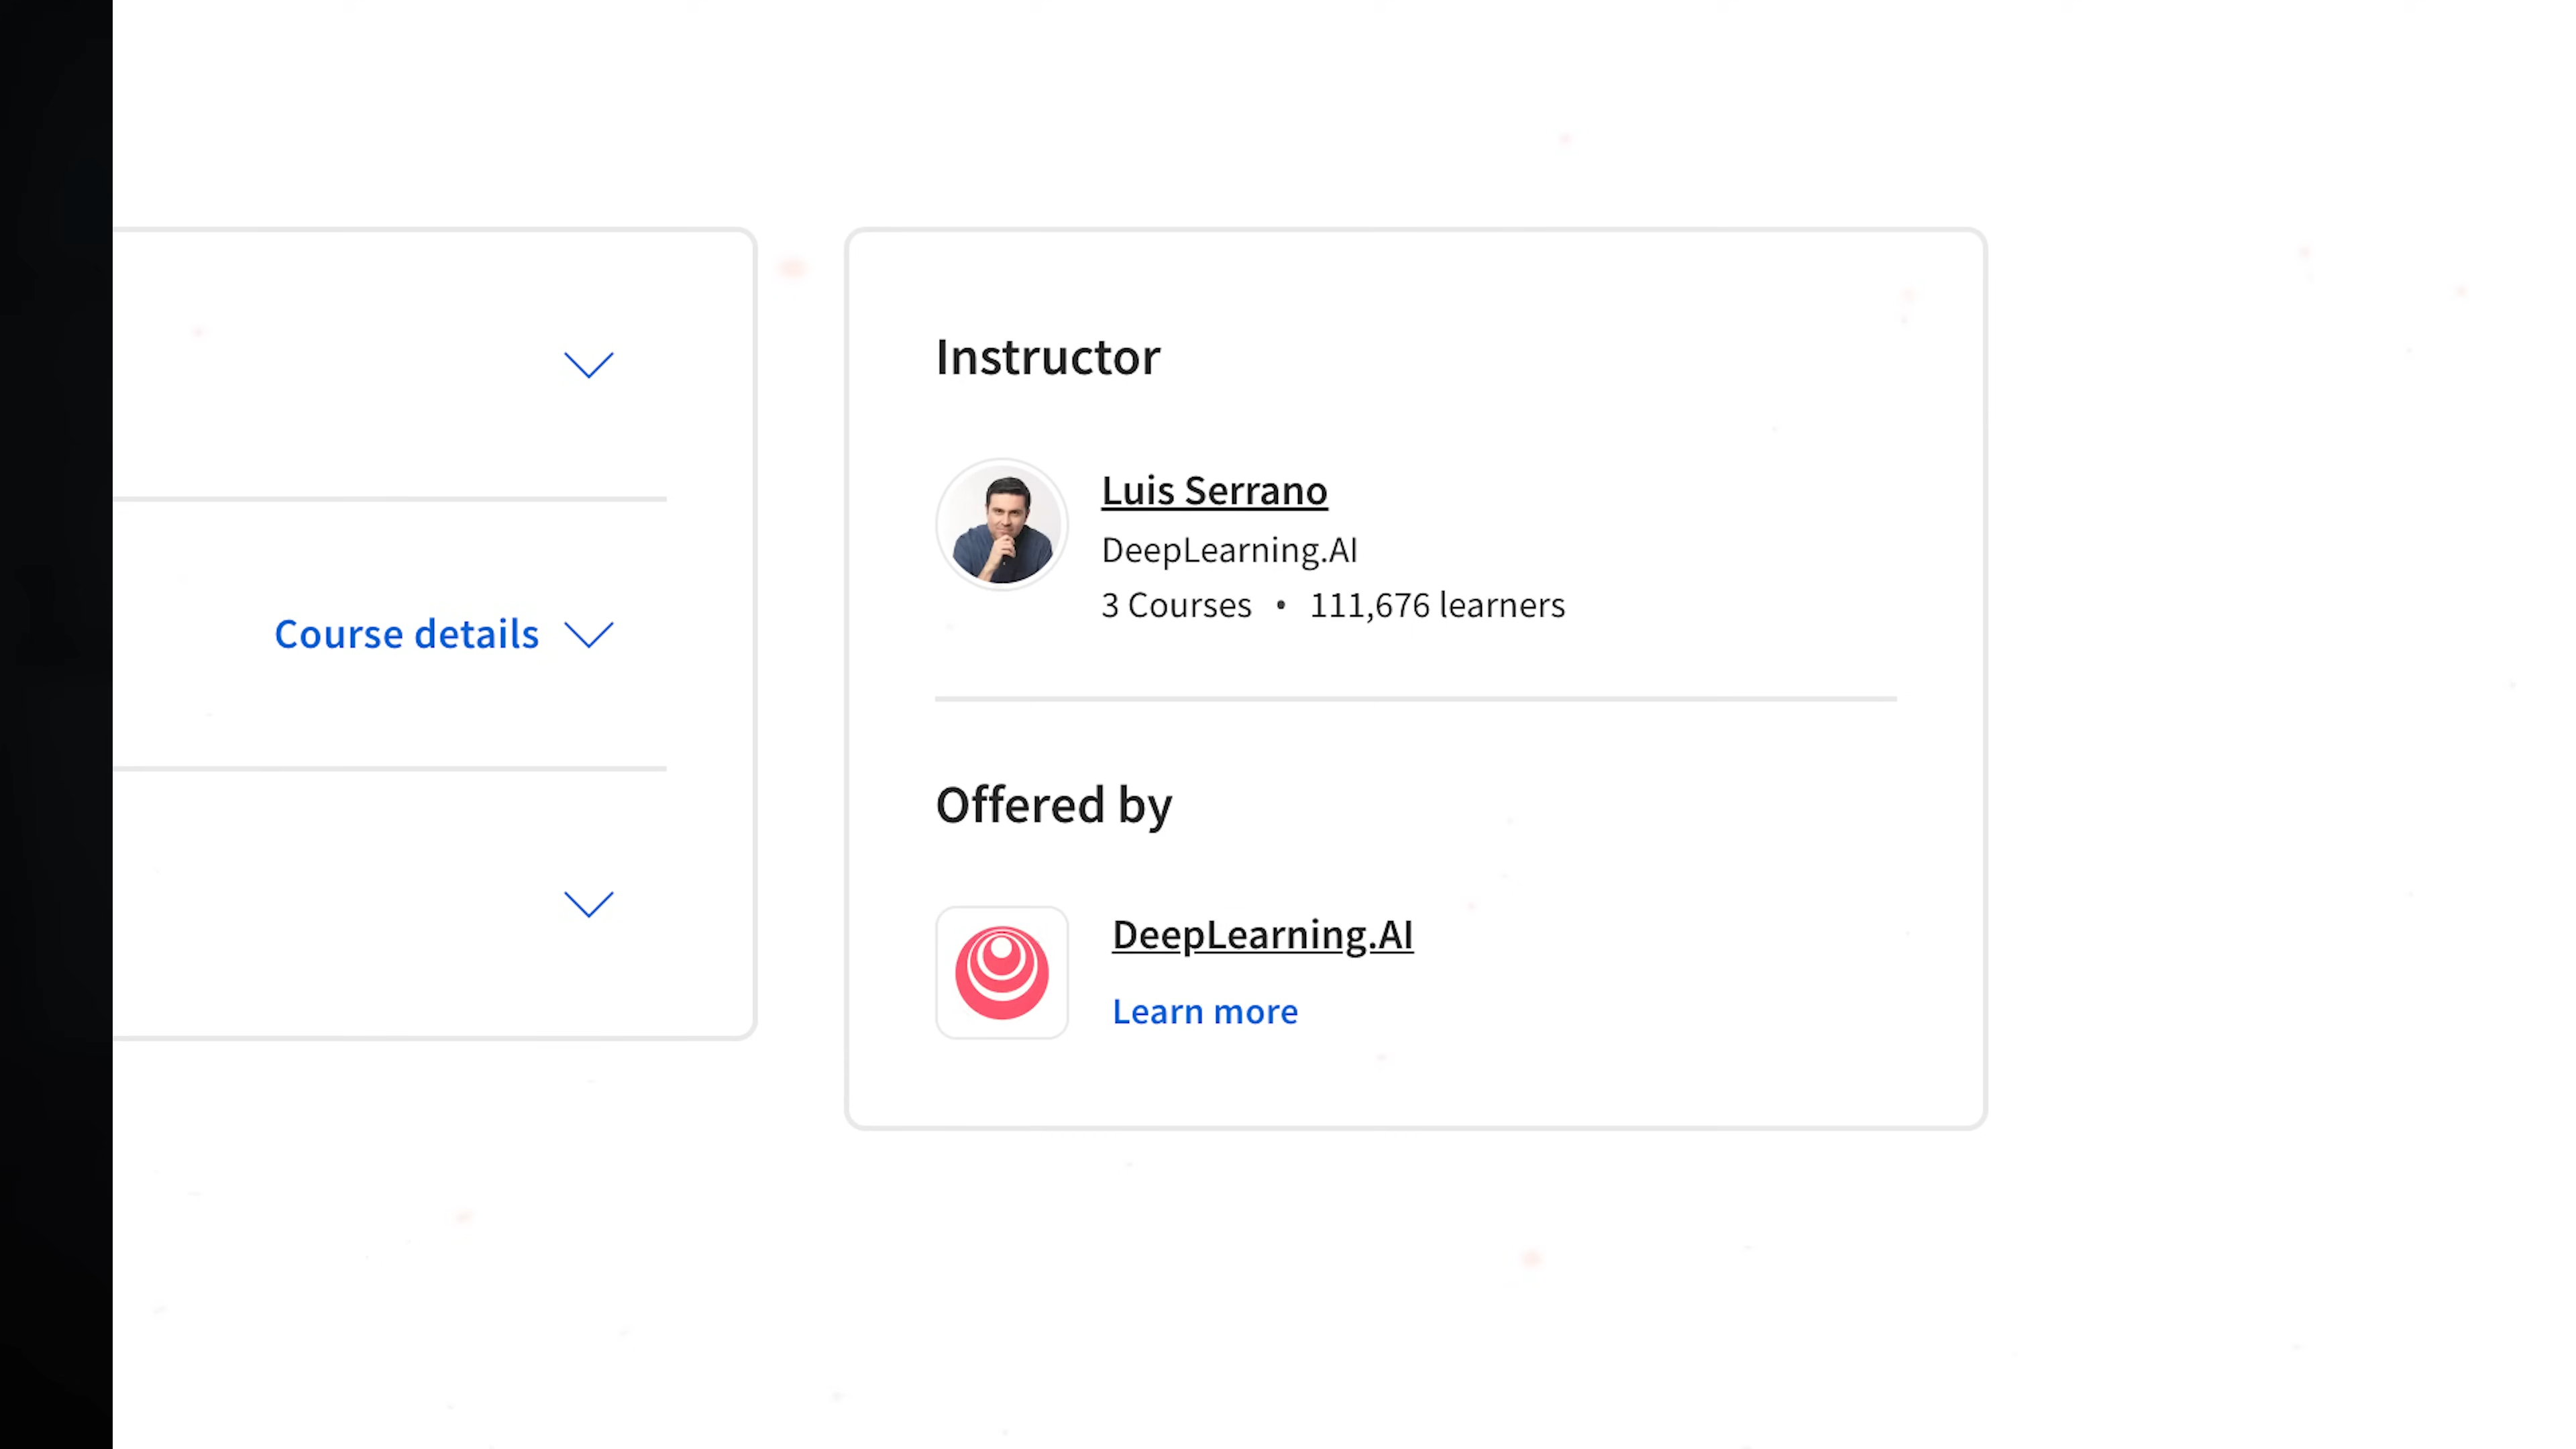 Course details
Instructor
Luis Serrano
DeepLearning.AI
3 Courses • 111,676 learners
Offered by
DeepLearning.AI
Learn more